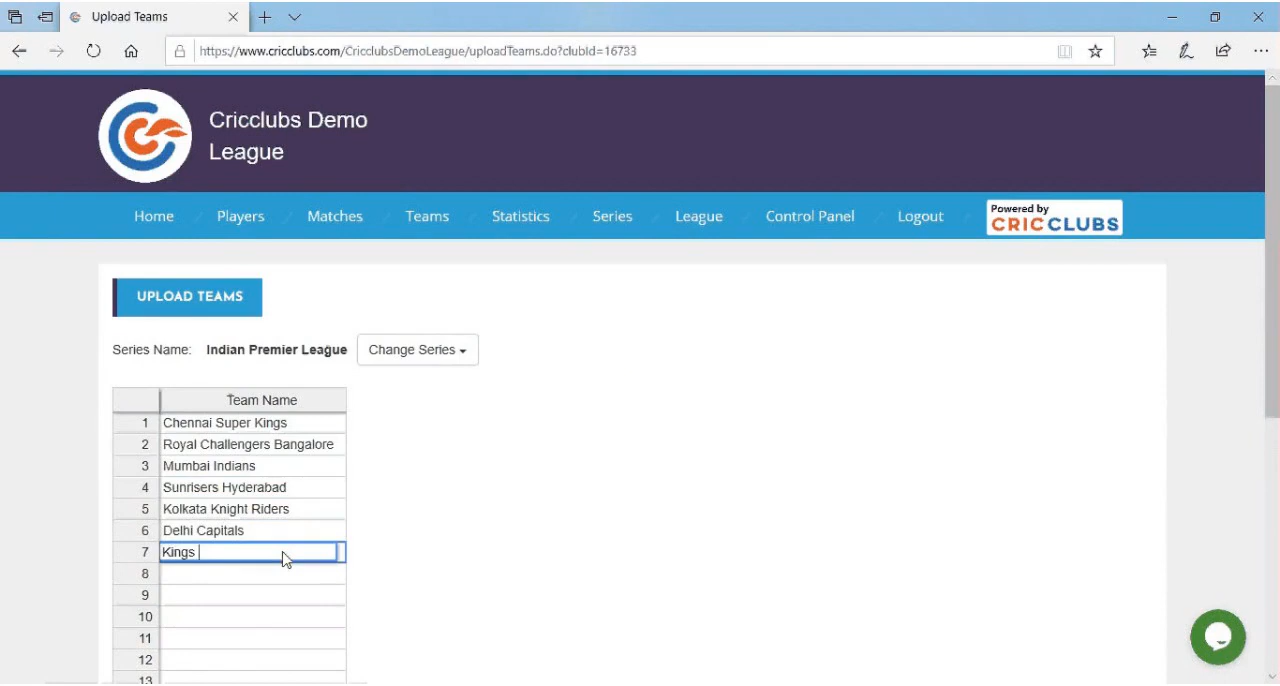 Upload Teams
https://www.cricclubs.com/CricclubsDemoLeague/uploadTeams.do?clubId=16733
Cricclubs Demo
League
Home Players Matches Teams Statistics Series League Control Panel Logout
Powered by
CRICCLUBS
UPLOAD TEAMS
Series Name: Indian Premier League Change Series
Team Name
1 Chennai Super Kings
2 Royal Challengers Bangalore
3 Mumbai Indians
4 Sunrisers Hyderabad
5 Kolkata Knight Riders
6 Delhi Capitals
7 Kings
8
9
10
11
12
13